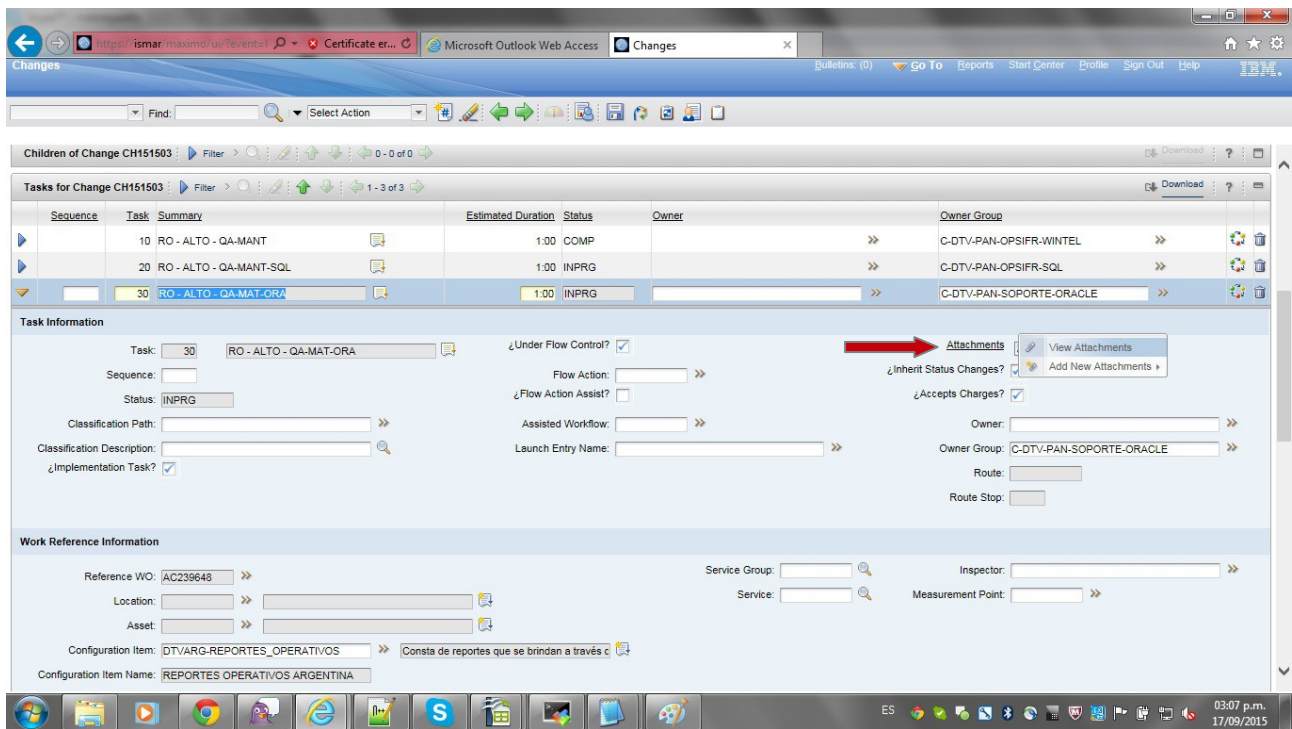 https://ismar/maximo/ui/?event=l Certificate er... Microsoft Outlook Web Access Changes
Changes Bulletins: (0) Go To Reports Start Center Profile Sign Out Help IBM.
Find: Select Action
Children of Change CH151503 Filter 0 - 0 of 0 Download ?
Tasks for Change CH151503 Filter 1 - 3 of 3 Download ?
Sequence Task Summary Estimated Duration Status Owner Owner Group
10 RO - ALTO - QA-MANT 1:00 COMP C-DTV-PAN-OPSIFR-WINTEL
20 RO - ALTO - QA-MANT-SQL 1:00 INPRG C-DTV-PAN-OPSIFR-SQL
30 RO - ALTO - QA-MAT-ORA 1:00 INPRG C-DTV-PAN-SOPORTE-ORACLE
Task Information
Task: 30 RO - ALTO - QA-MAT-ORA ¿Under Flow Control? Attachments View Attachments
Sequence: Flow Action: ¿Inherit Status Changes? Add New Attachments
Status: INPRG ¿Flow Action Assist? ¿Accepts Charges?
Classification Path: Assisted Workflow: Owner:
Classification Description: Launch Entry Name: Owner Group: C-DTV-PAN-SOPORTE-ORACLE
¿Implementation Task? Route:
Route Stop:
Work Reference Information
Reference WO: AC239648 Service Group: Inspector:
Location: Service: Measurement Point:
Asset:
Configuration Item: DTVARG-REPORTES_OPERATIVOS Consta de reportes que se brindan a través c
Configuration Item Name: REPORTES OPERATIVOS ARGENTINA
ES 03:07 p.m.
17/09/2015